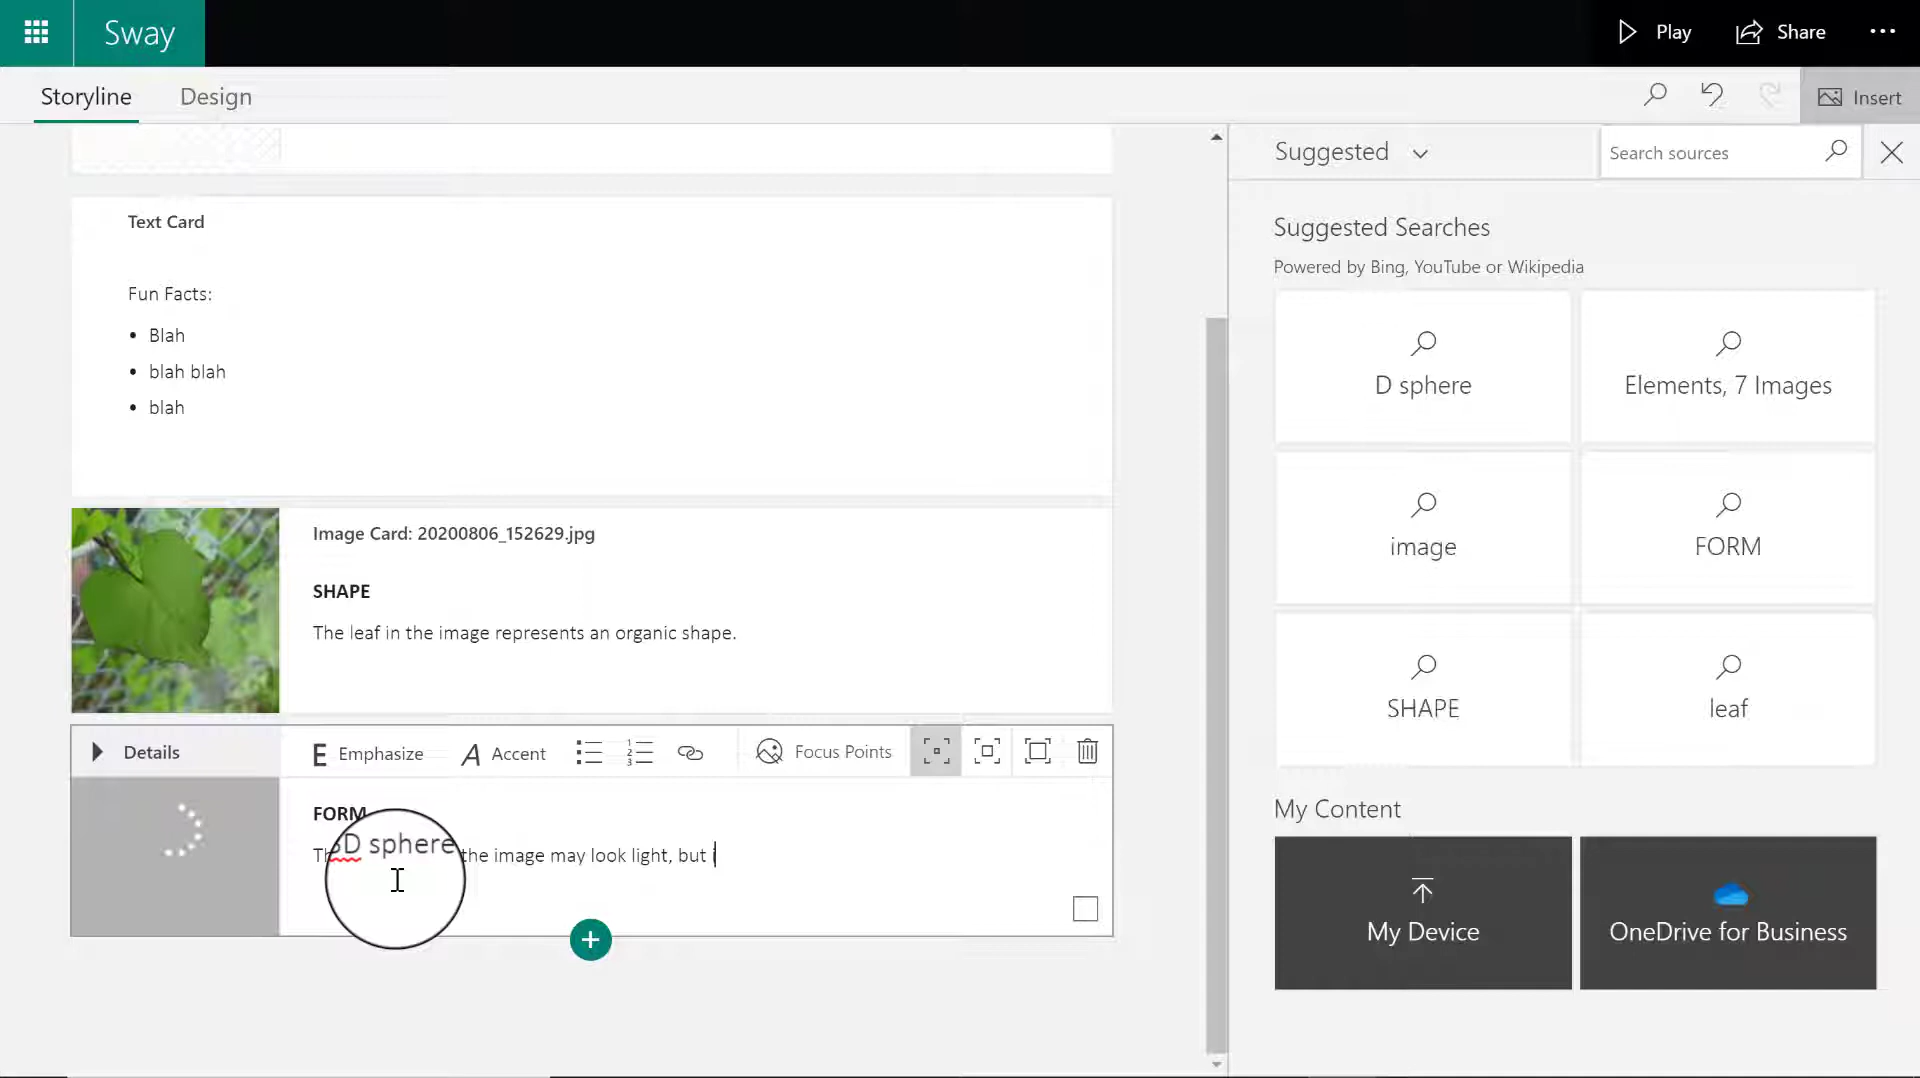 Sway
Play
Share
Storyline
Design
Insert
Suggested
Search sources
Text Card
Fun Facts:
• Blah
• blah blah
• blah
Image Card: 20200806_152629.jpg
SHAPE
The leaf in the image represents an organic shape.
Details
E Emphasize
A Accent
Focus Points
FORM
3D sphere the image may look light, but i
Suggested Searches
Powered by Bing, YouTube or Wikipedia
D sphere
Elements, 7 Images
image
FORM
SHAPE
leaf
My Content
My Device
OneDrive for Business